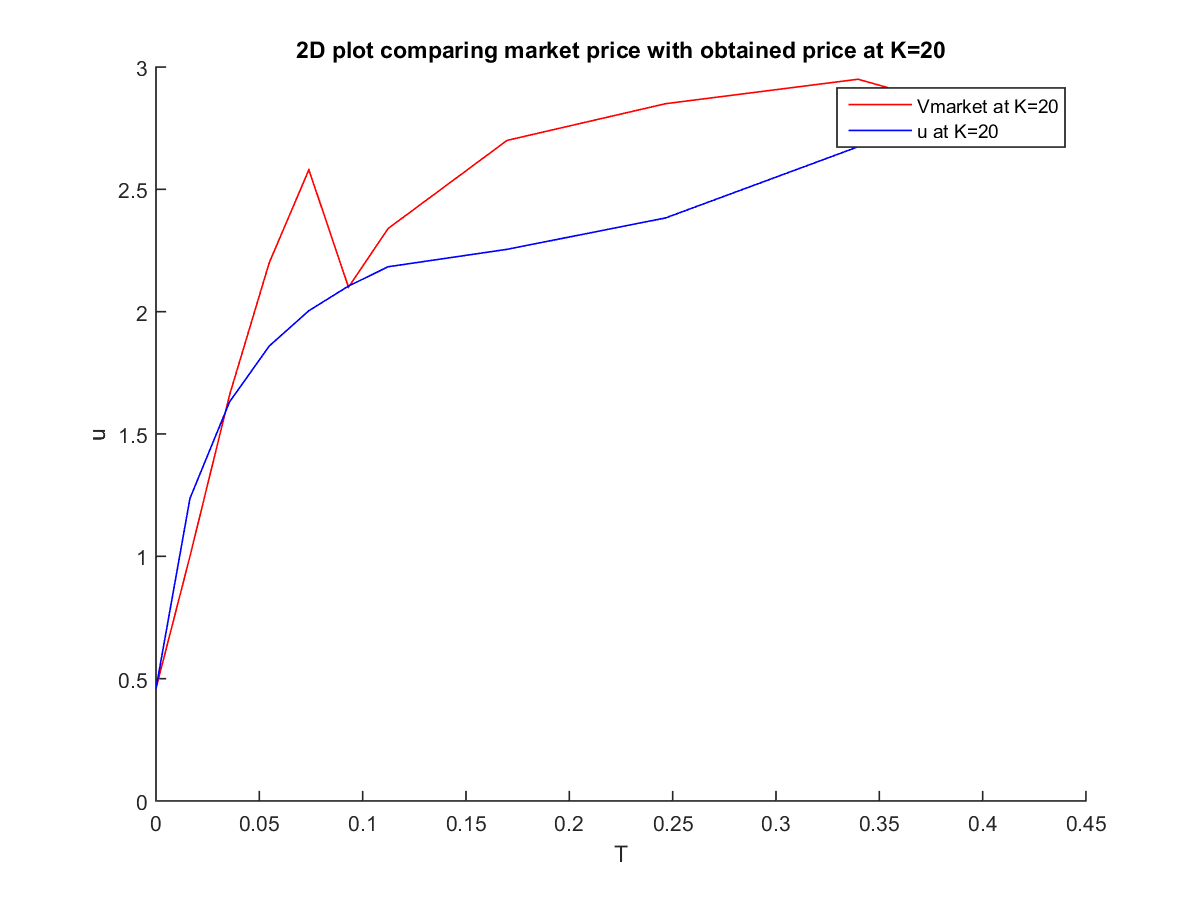 2D plot comparing market price with obtained price at K=20
3
Vmarket at K=20
u at K=20
2.5
2
u
1.5
1
0.5
0
0 0.05 0.1 0.15 0.2 0.25 0.3 0.35 0.4 0.45
T